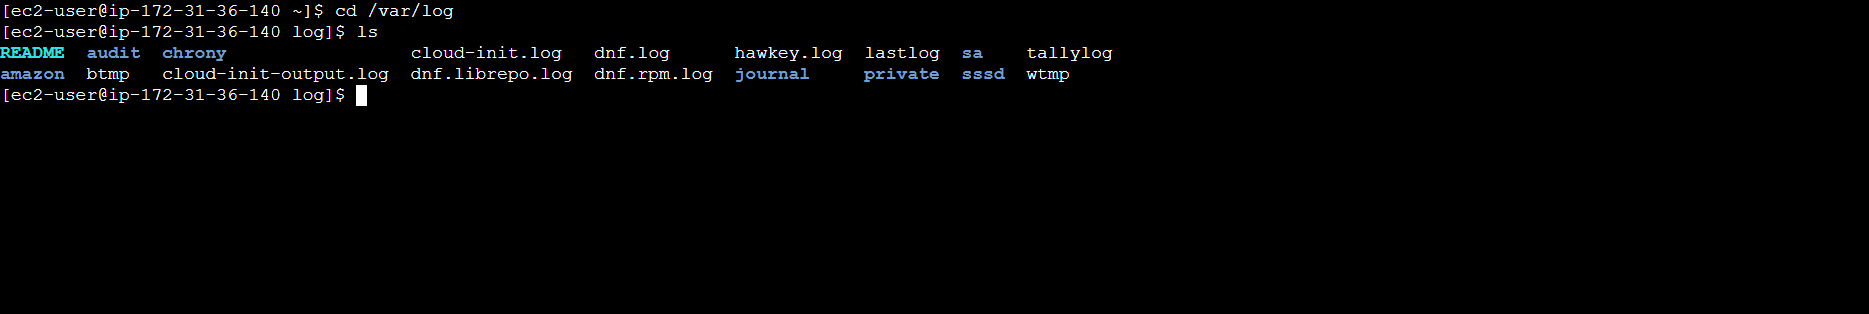 [ec2-user@ip-172-31-36-140 ~]$ cd /var/log
[ec2-user@ip-172-31-36-140 log]$ ls
README  audit  chrony                 cloud-init.log   dnf.log      hawkey.log  lastlog  sa    tallylog
amazon  btmp   cloud-init-output.log  dnf.librepo.log  dnf.rpm.log  journal     private  sssd  wtmp
[ec2-user@ip-172-31-36-140 log]$